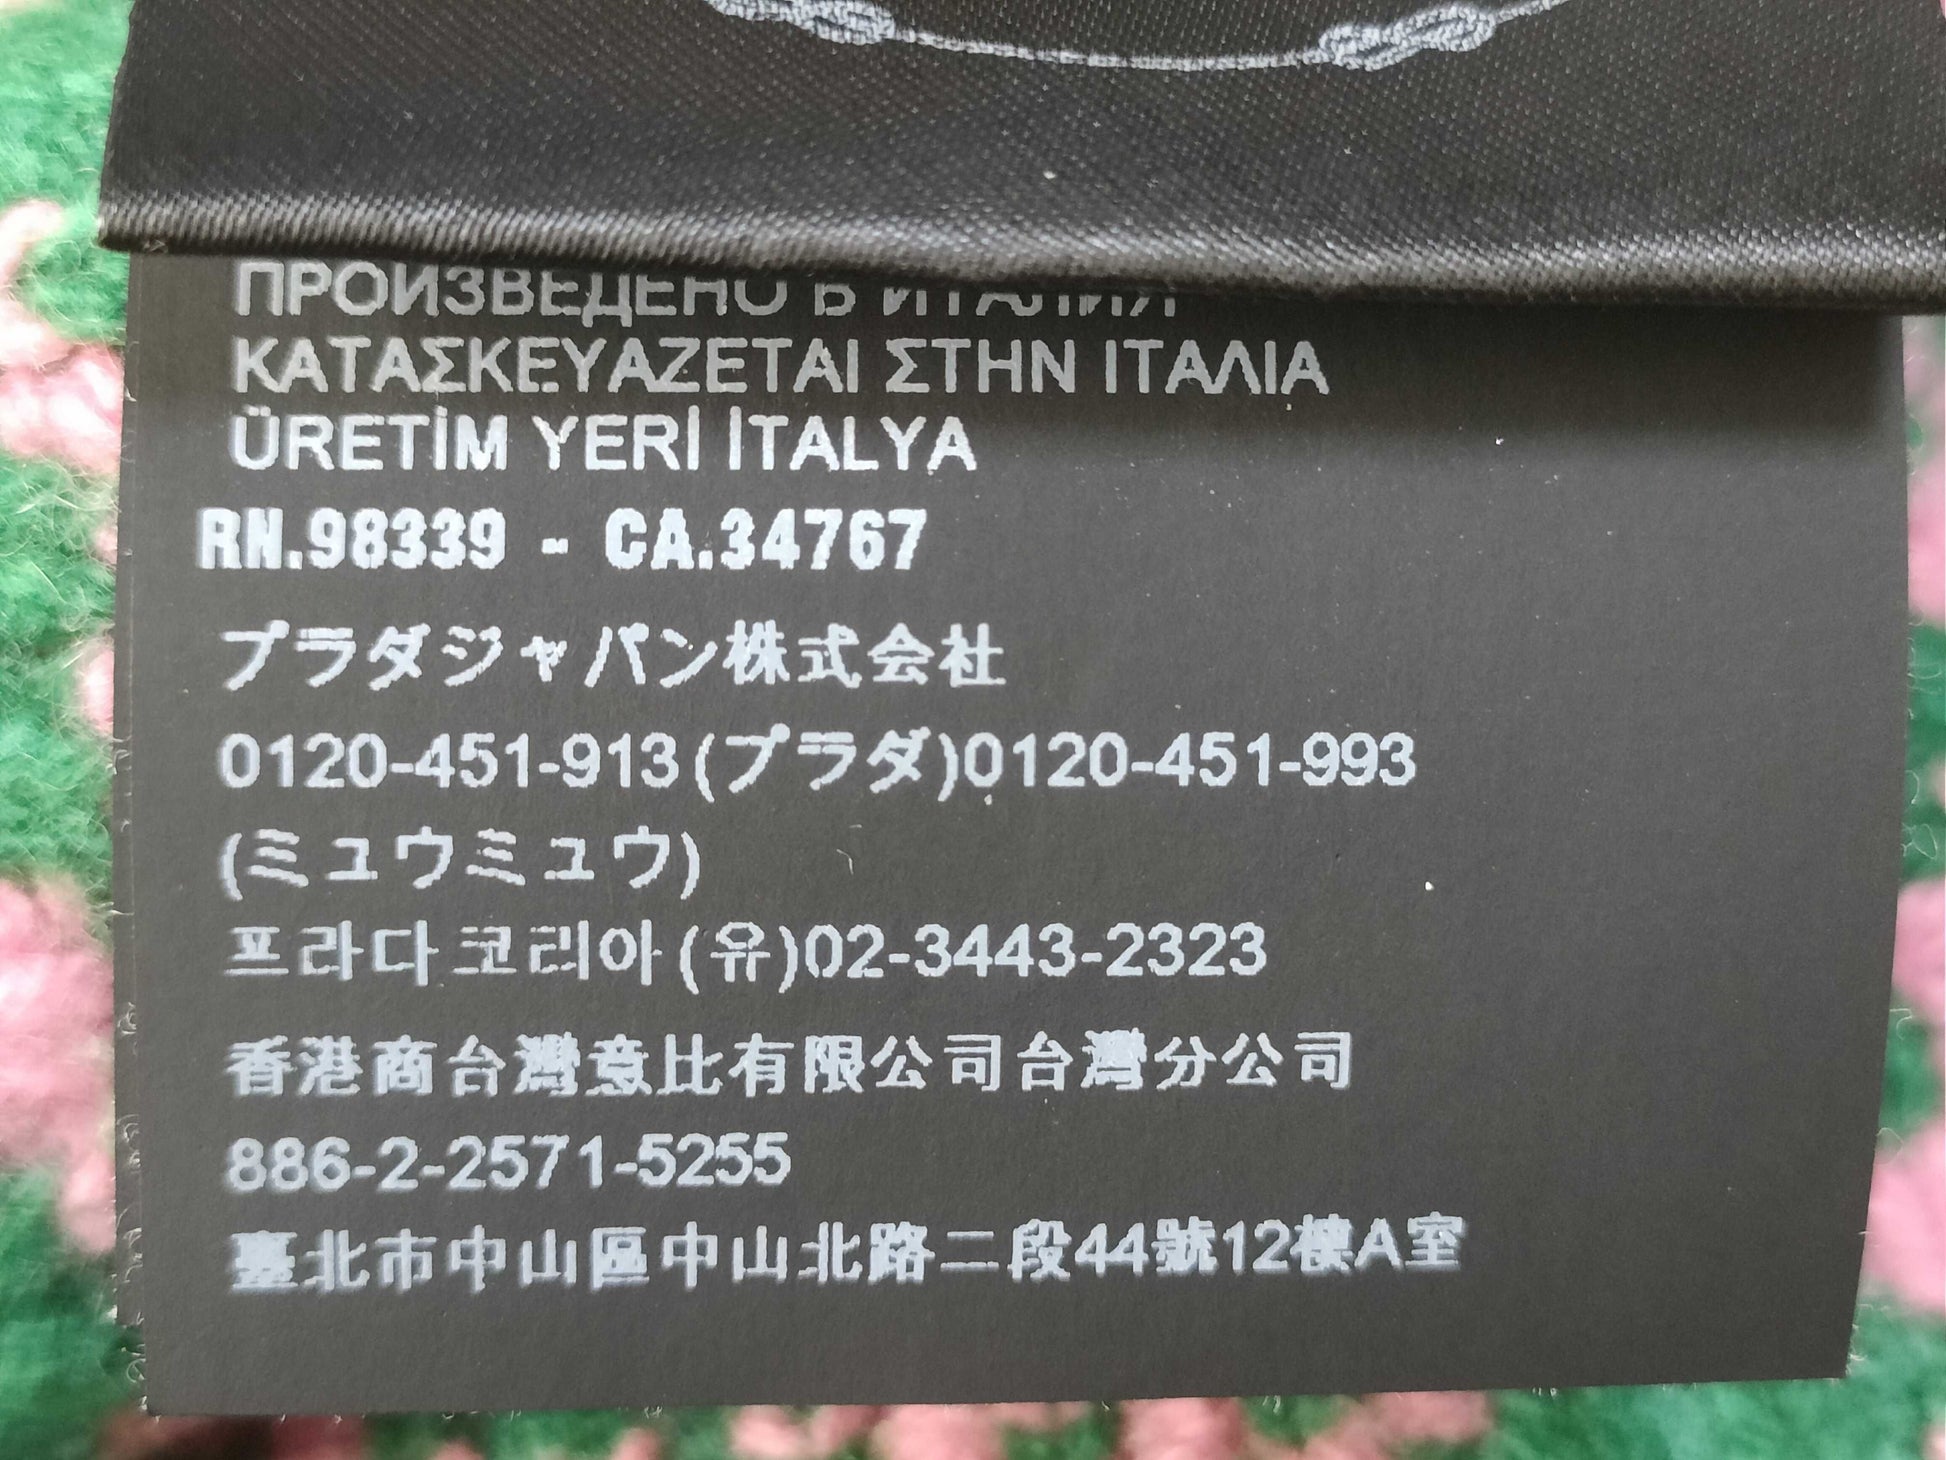 ПРОИЗВЕДЕНО В ИТАЛИЯ
ΚΑΤΑΣΚΕΥΑΖΕΤΑΙ ΣΤΗΝ ΙΤΑΛΙΑ
ÜRETİM YERİ İTALYA
RN.98339 - CA.34767
プラダジャパン株式会社
0120-451-913(プラダ)0120-451-993
(ミュウミュウ)
프라다코리아(유)02-3443-2323
香港商台灣意比有限公司台灣分公司
886-2-2571-5255
臺北市中山區中山北路二段44號12樓A室